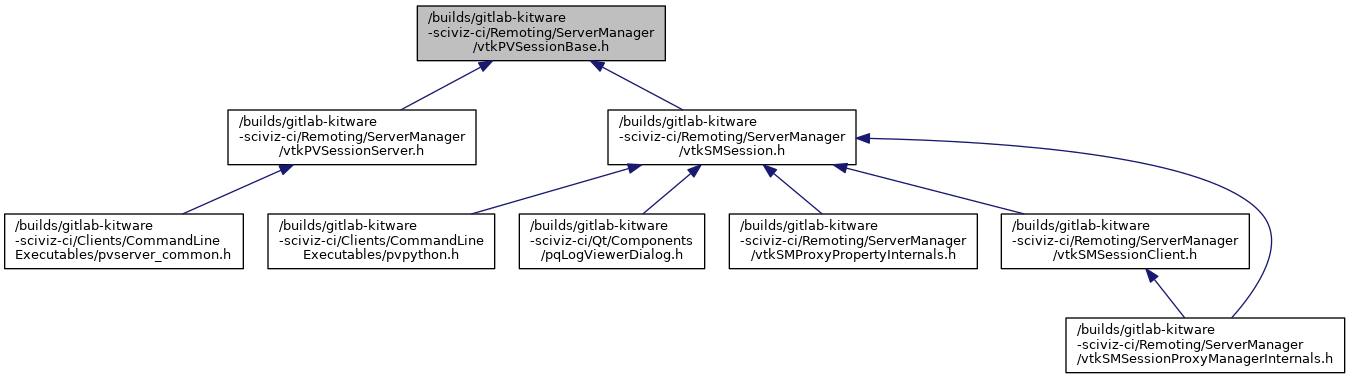 /builds/gitlab-kitware
-sciviz-ci/Remoting/ServerManager
/vtkPVSessionBase.h
/builds/gitlab-kitware
-sciviz-ci/Remoting/ServerManager
/vtkPVSessionServer.h
/builds/gitlab-kitware
-sciviz-ci/Remoting/ServerManager
/vtkSMSession.h
/builds/gitlab-kitware
-sciviz-ci/Clients/CommandLine
Executables/pvserver_common.h
/builds/gitlab-kitware
-sciviz-ci/Clients/CommandLine
Executables/pvpython.h
/builds/gitlab-kitware
-sciviz-ci/Qt/Components
/pqLogViewerDialog.h
/builds/gitlab-kitware
-sciviz-ci/Remoting/ServerManager
/vtkSMProxyPropertyInternals.h
/builds/gitlab-kitware
-sciviz-ci/Remoting/ServerManager
/vtkSMSessionClient.h
/builds/gitlab-kitware
-sciviz-ci/Remoting/ServerManager
/vtkSMSessionProxyManagerInternals.h